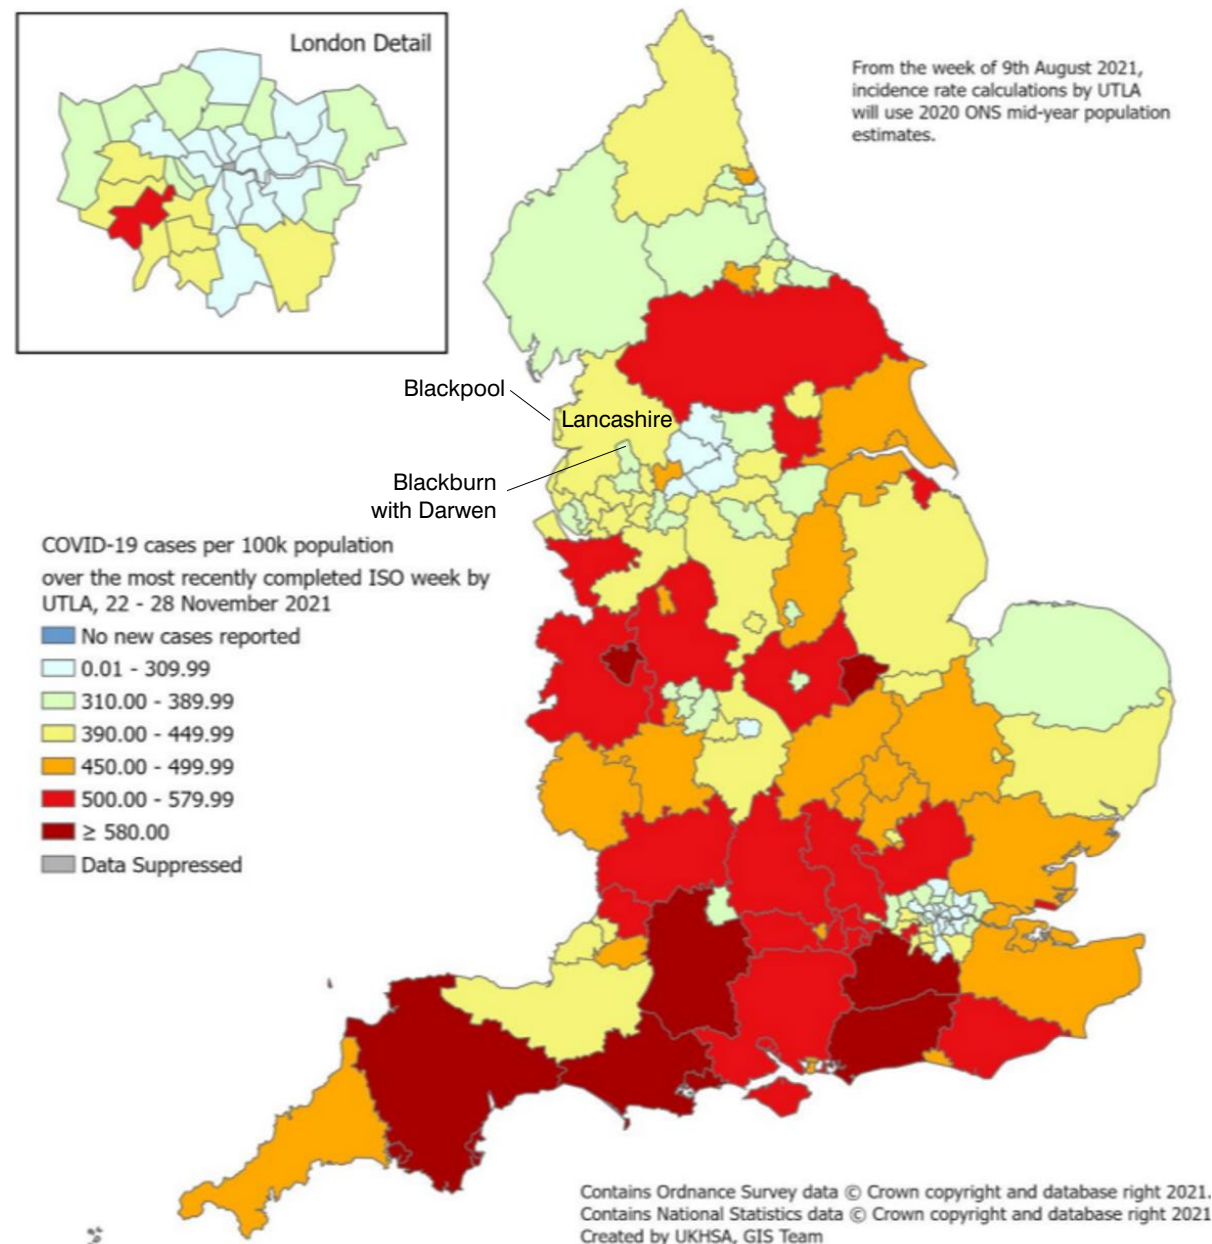 London Detail
From the week of 9th August 2021,
incidence rate calculations by UTLA
will use 2020 ONS mid-year population
estimates.
Blackpool
Lancashire
Blackburn
with Darwen
COVID-19 cases per 100k population
over the most recently completed ISO week by
UTLA, 22 - 28 November 2021
No new cases reported
0.01 - 309.99
310.00 - 389.99
390.00 - 449.99
450.00 - 499.99
500.00 - 579.99
≥ 580.00
Data Suppressed
Contains Ordnance Survey data © Crown copyright and database right 2021.
Contains National Statistics data © Crown copyright and database right 2021
Created by UKHSA, GIS Team